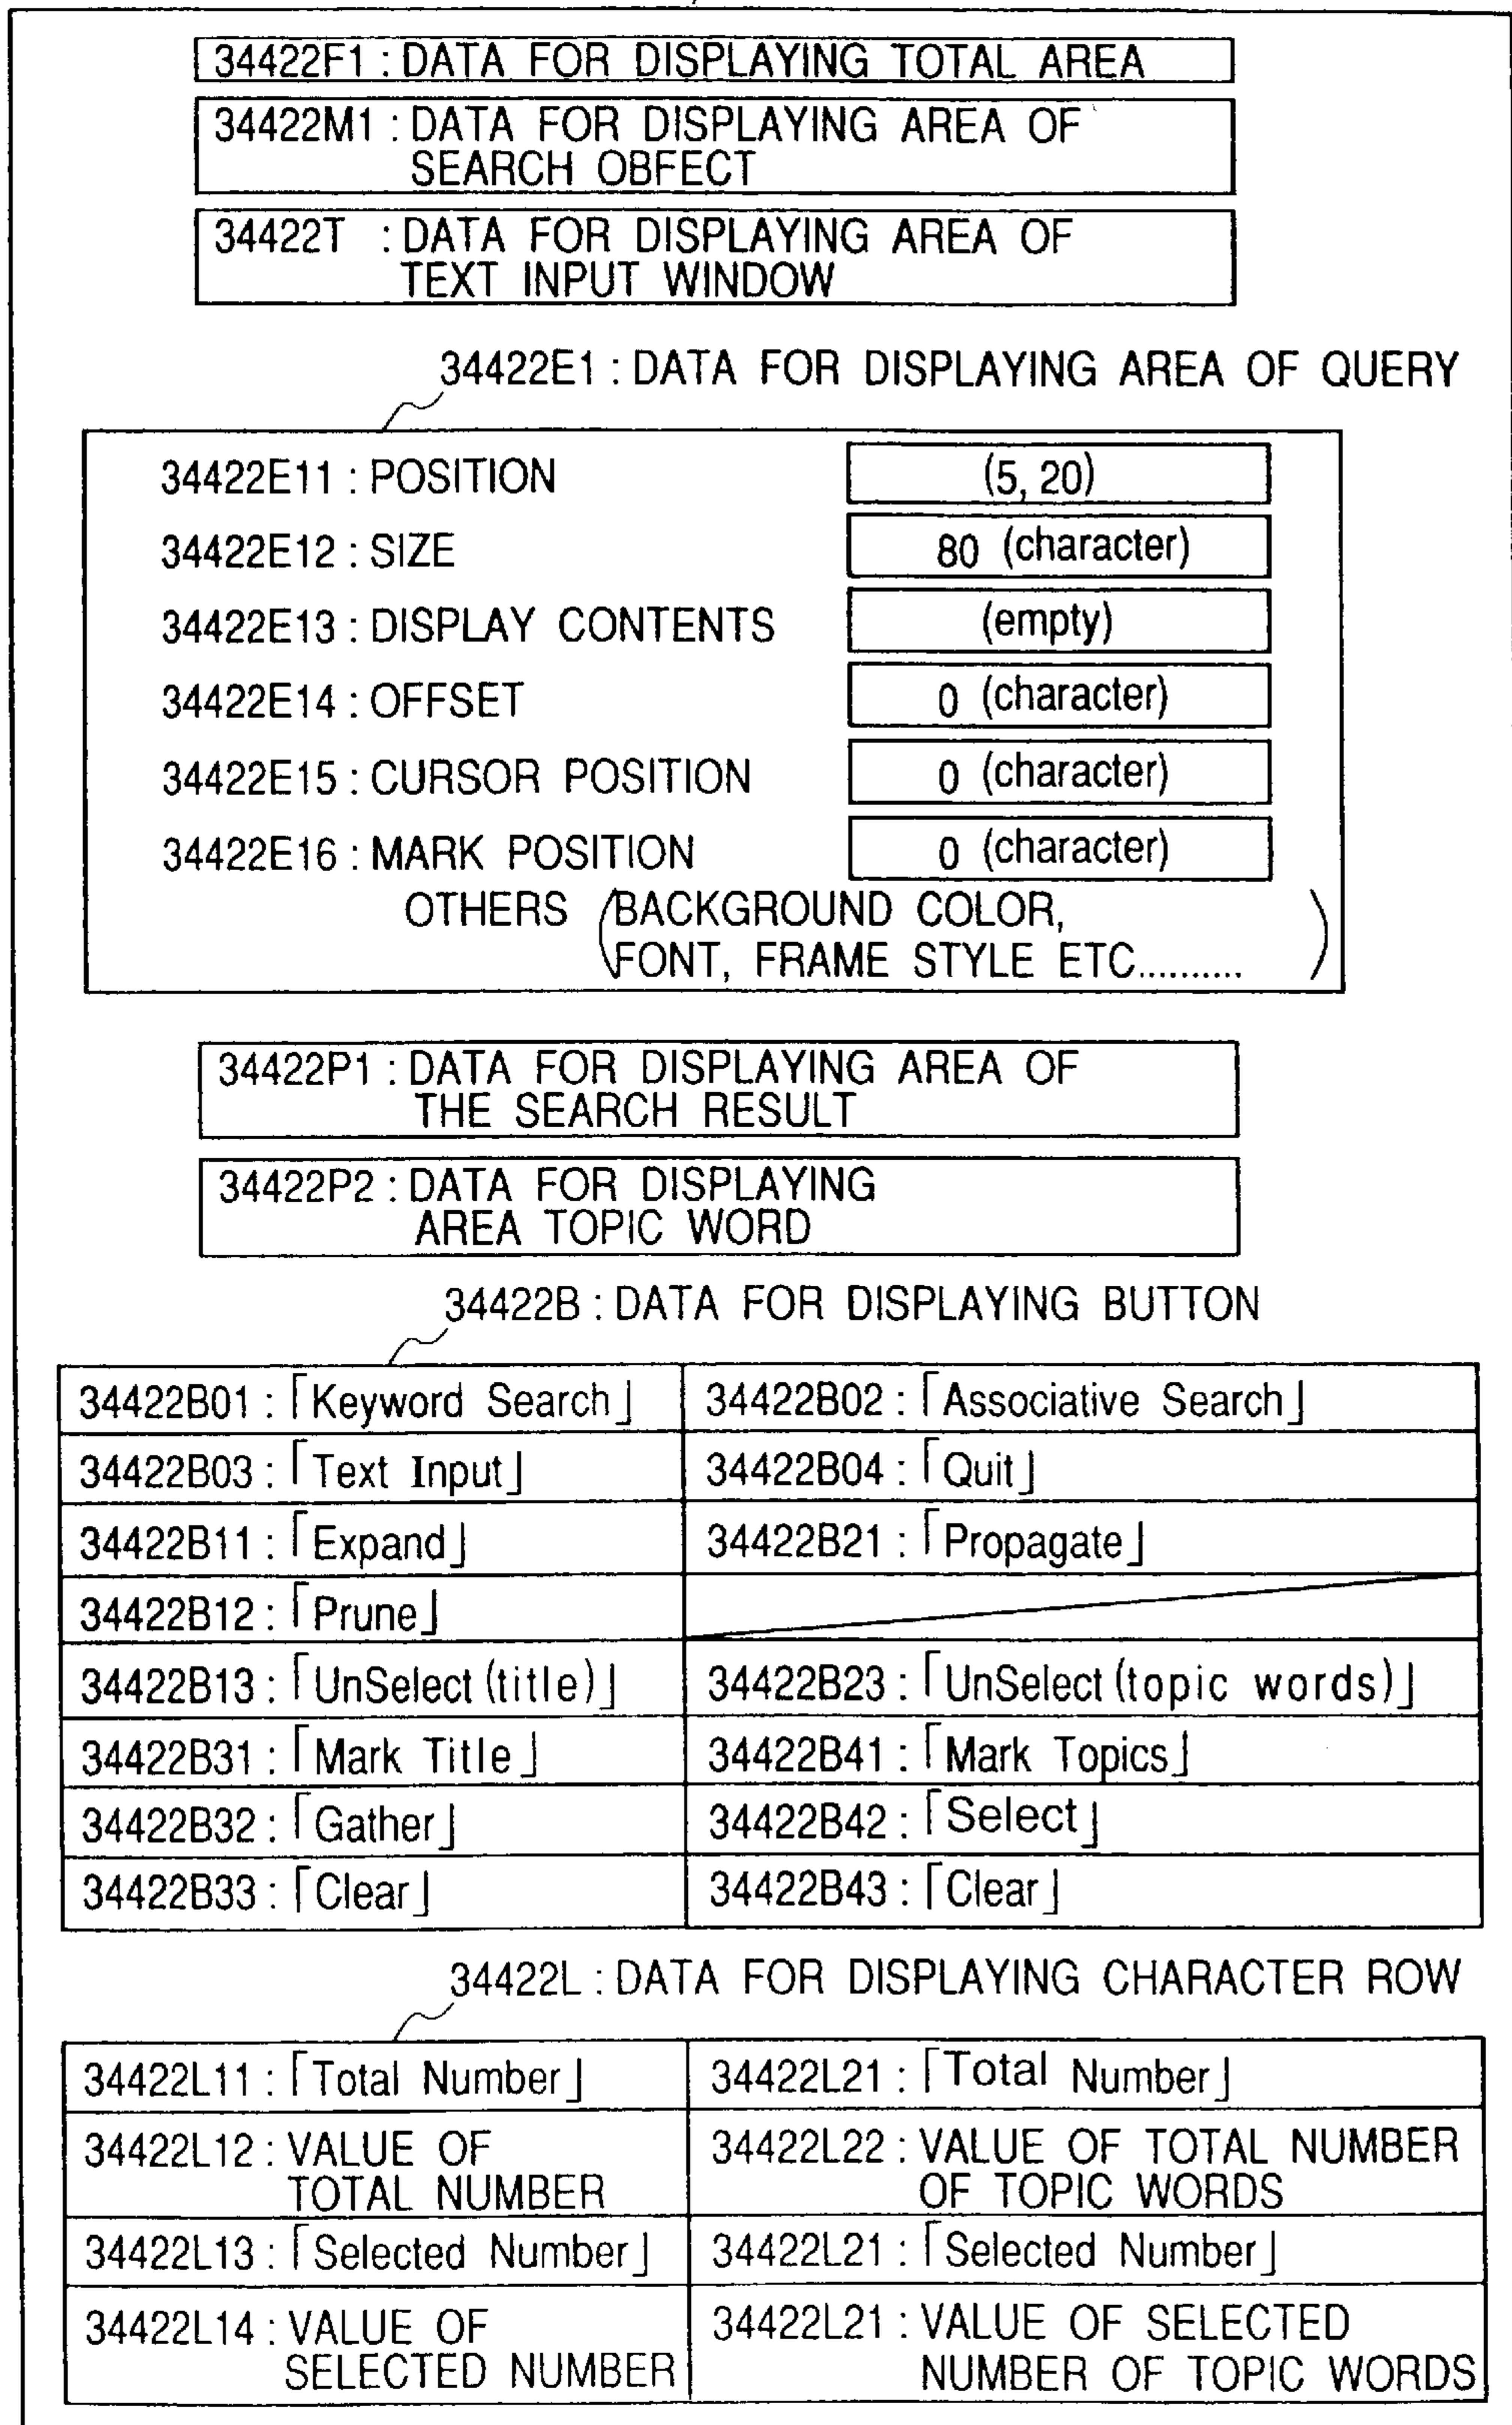 34422F1 : DATA FOR DISPLAYING TOTAL AREA
34422M1 : DATA FOR DISPLAYING AREA OF
SEARCH OBFECT
34422T : DATA FOR DISPLAYING AREA OF
TEXT INPUT WINDOW
34422E1 : DATA FOR DISPLAYING AREA OF QUERY
34422E11 : POSITION (5, 20)
34422E12 : SIZE 80 (character)
34422E13 : DISPLAY CONTENTS (empty)
34422E14 : OFFSET 0 (character)
34422E15 : CURSOR POSITION 0 (character)
34422E16 : MARK POSITION 0 (character)
OTHERS (BACKGROUND COLOR,
FONT, FRAME STYLE ETC.......... )
34422P1 : DATA FOR DISPLAYING AREA OF
THE SEARCH RESULT
34422P2 : DATA FOR DISPLAYING
AREA TOPIC WORD
34422B : DATA FOR DISPLAYING BUTTON
34422B01 : 「Keyword Search」 34422B02 : 「Associative Search」
34422B03 : 「Text Input」 34422B04 : 「Quit」
34422B11 : 「Expand」 34422B21 : 「Propagate」
34422B12 : 「Prune」
34422B13 : 「UnSelect (title)」 34422B23 : 「UnSelect (topic words)」
34422B31 : 「Mark Title」 34422B41 : 「Mark Topics」
34422B32 : 「Gather」 34422B42 : 「Select」
34422B33 : 「Clear」 34422B43 : 「Clear」
34422L : DATA FOR DISPLAYING CHARACTER ROW
34422L11 : 「Total Number」 34422L21 : 「Total Number」
34422L12 : VALUE OF 34422L22 : VALUE OF TOTAL NUMBER
TOTAL NUMBER OF TOPIC WORDS
34422L13 : 「Selected Number」 34422L21 : 「Selected Number」
34422L14 : VALUE OF 34422L21 : VALUE OF SELECTED
SELECTED NUMBER NUMBER OF TOPIC WORDS